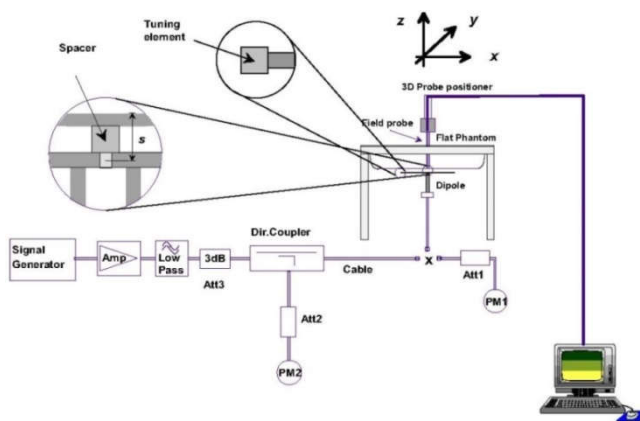 Tuning
element
Spacer
s
z
y
x
3D Probe positioner
Field probe
Flat Phantom
Dipole
Signal
Generator
Amp
Low
Pass
3dB
Att3
Dir.Coupler
Cable
x
Att1
PM1
Att2
PM2